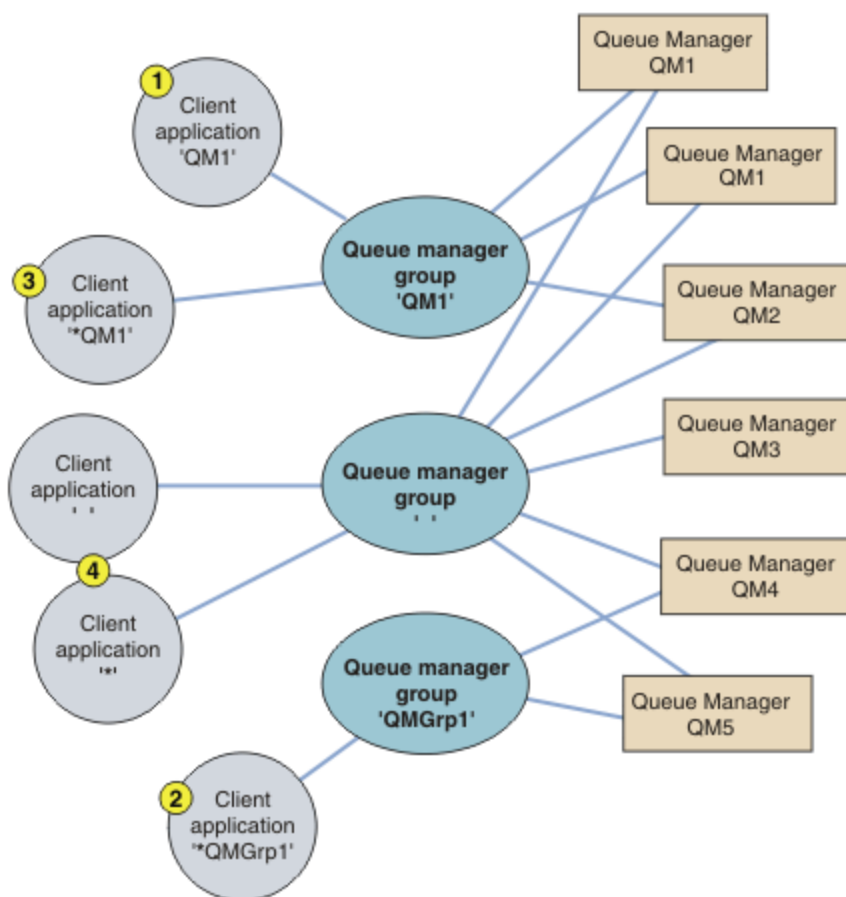 1
Client
application
'QM1'
3
Client
application
'*QM1'
Client
application
' '
4
Client
application
'*'
2
Client
application
'*QMGrp1'
Queue manager
group
'QM1'
Queue manager
group
' '
Queue manager
group
'QMGrp1'
Queue Manager
QM1
Queue Manager
QM1
Queue Manager
QM2
Queue Manager
QM3
Queue Manager
QM4
Queue Manager
QM5